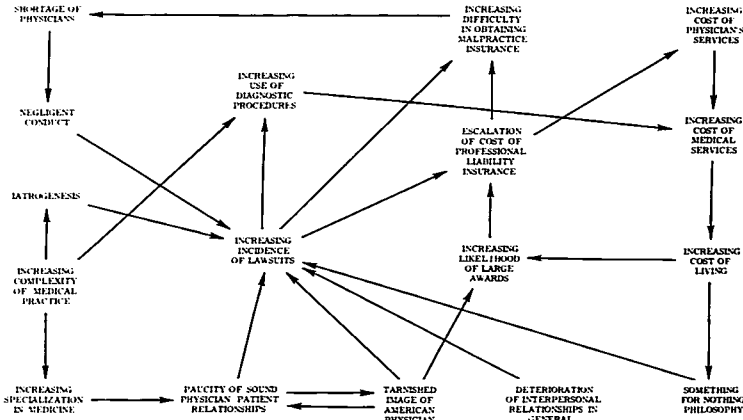 SHORTAGE OF
PHYSICIANS
INCREASING
DIFFICULTY
IN OBTAINING
MALPRACTICE
INSURANCE
INCREASING
COST OF
PHYSICIAN'S
SERVICES
INCREASING
USE OF
DIAGNOSTIC
PROCEDURES
NEGLIGENT
CONDUCT
ESCALATION
OF COST OF
PROFESSIONAL
LIABILITY
INSURANCE
INCREASING
COST OF
MEDICAL
SERVICES
IATROGENESIS
INCREASING
INCIDENCE
OF LAWSUITS
INCREASING
LIKELIHOOD
OF LARGE
AWARDS
INCREASING
COST OF
LIVING
INCREASING
COMPLEXITY
OF MEDICAL
PRACTICE
INCREASING
SPECIALIZATION
IN MEDICINE
PAUCITY OF SOUND
PHYSICIAN PATIENT
RELATIONSHIPS
TARNISHED
IMAGE OF
AMERICAN
PHYSICIAN
DETERIORATION
OF INTERPERSONAL
RELATIONSHIPS IN
GENERAL
SOMETHING
FOR NOTHING
PHILOSOPHY